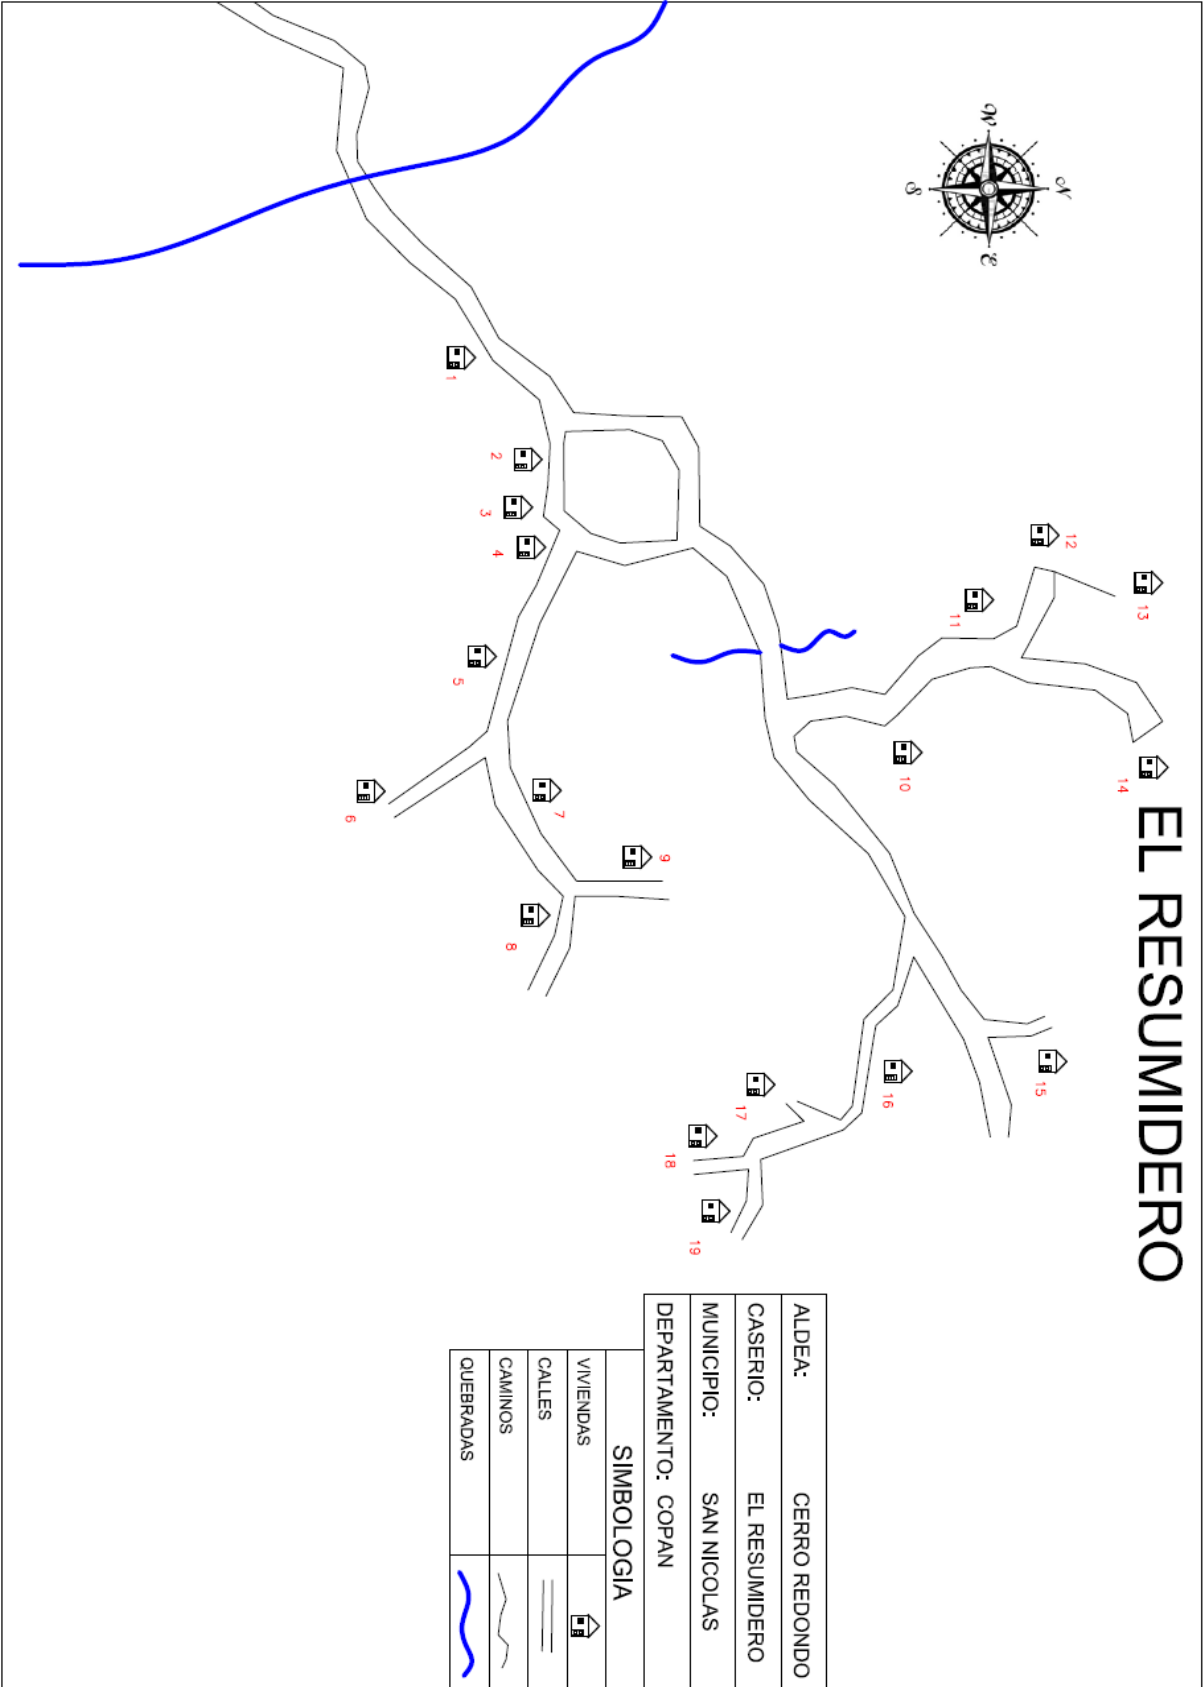 EL RESUMIDERO
N
W
E
S
1
2
3
4
5
6
7
8
9
10
11
12
13
14
15
16
17
18
19
ALDEA: CERRO REDONDO
CASERIO: EL RESUMIDERO
MUNICIPIO: SAN NICOLAS
DEPARTAMENTO: COPAN
SIMBOLOGIA
VIVIENDAS
CALLES
CAMINOS
QUEBRADAS